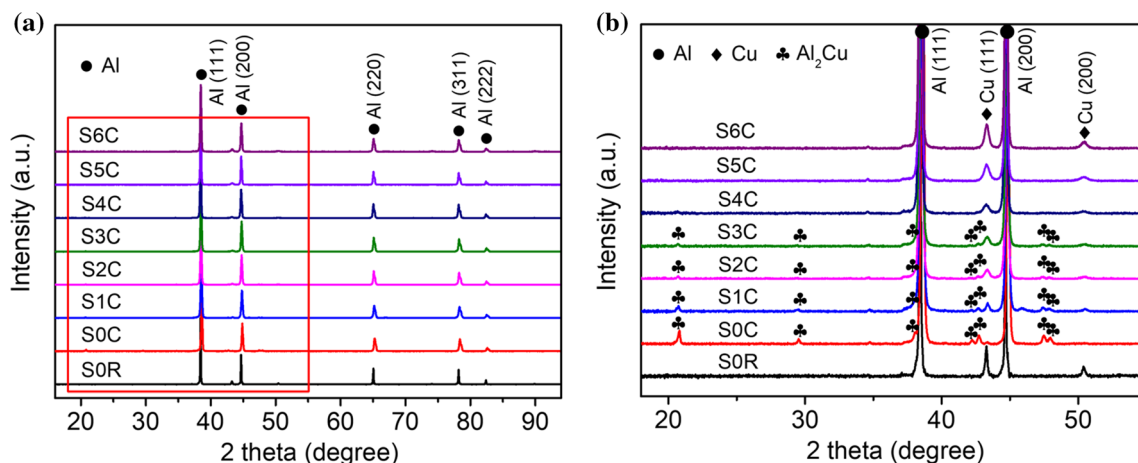 (a)
● Al
Al (111)
Al (200)
Al (220)
Al (311)
Al (222)
S6C
S5C
S4C
S3C
S2C
S1C
S0C
S0R
Intensity (a.u.)
20 30 40 50 60 70 80 90
2 theta (degree)
(b)
● Al ♦ Cu ♣ Al₂Cu
Al (111)
Cu (111)
Al (200)
Cu (200)
S6C
S5C
S4C
S3C
S2C
S1C
S0C
S0R
Intensity (a.u.)
20 30 40 50
2 theta (degree)